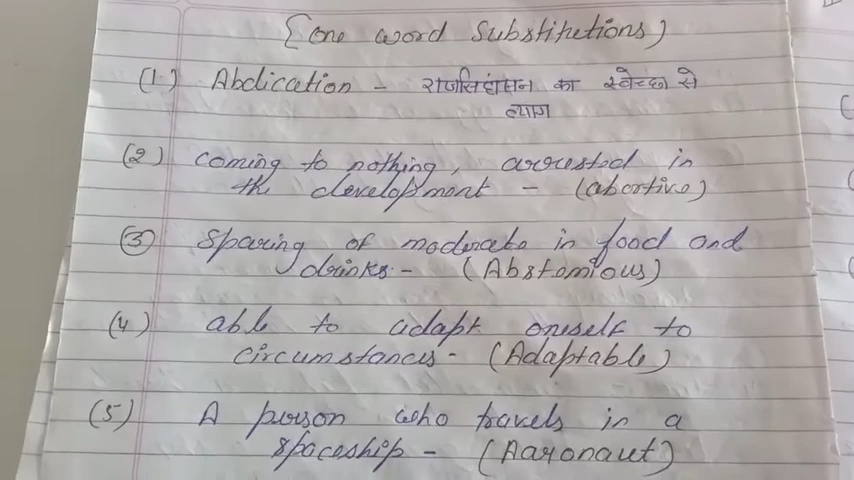 {one word substitutions)
(1) Abdication - राजसिंहासन का स्वेच्छा से
त्याग
(2) coming to nothing, arrested in
the development - (abortive)
(3) sparing of moderate in food and
drinks - (Abstemious)
(4) able to adapt oneself to
circumstances - (Adaptable)
(5) A person who travels in a
spaceship - (Aaronaut)